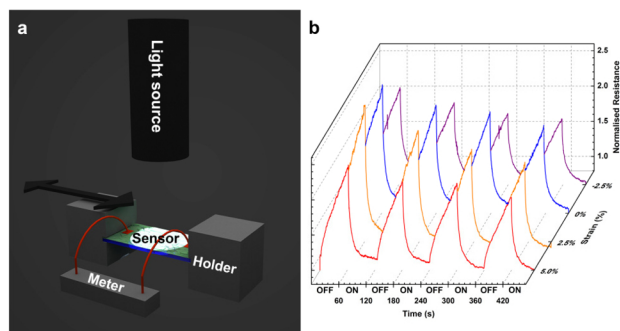 a
Light source
Sensor
Holder
Meter
b
2.5
2.0
1.5
1.0
Normalised Resistance
-2.5%
0%
2.5%
5.0%
Strain (%)
OFF ON OFF ON OFF ON OFF ON
60 120 180 240 300 360 420
Time (s)